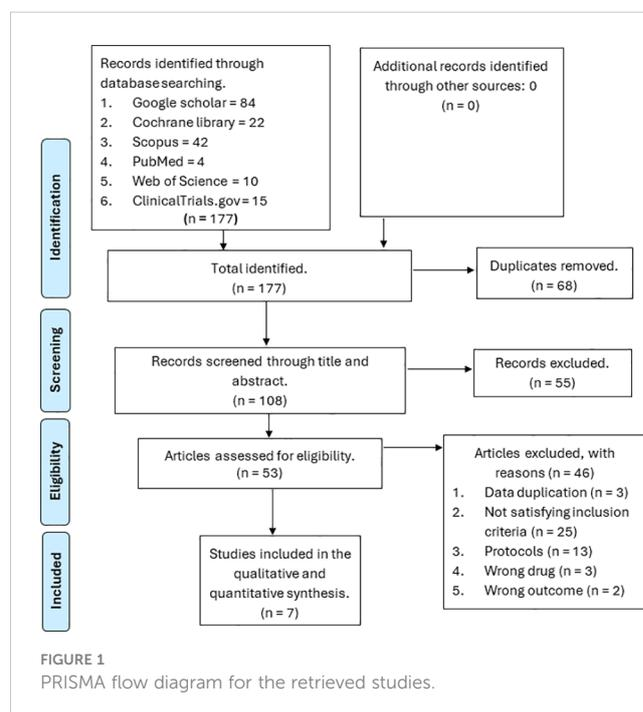 Records identified through
database searching.
1. Google scholar = 84
2. Cochrane library = 22
3. Scopus = 42
4. PubMed = 4
5. Web of Science = 10
6. ClinicalTrials.gov= 15
(n = 177)
Additional records identified
through other sources: 0
(n = 0)
Identification
Total identified.
(n = 177)
Duplicates removed.
(n = 68)
Screening
Records screened through title and
abstract.
(n = 108)
Records excluded.
(n = 55)
Eligibility
Articles assessed for eligibility.
(n = 53)
Articles excluded, with
reasons (n = 46)
1. Data duplication (n = 3)
2. Not satisfying inclusion
criteria (n = 25)
3. Protocols (n = 13)
4. Wrong drug (n = 3)
5. Wrong outcome (n = 2)
Included
Studies included in the
qualitative and
quantitative synthesis.
(n = 7)
FIGURE 1
PRISMA flow diagram for the retrieved studies.